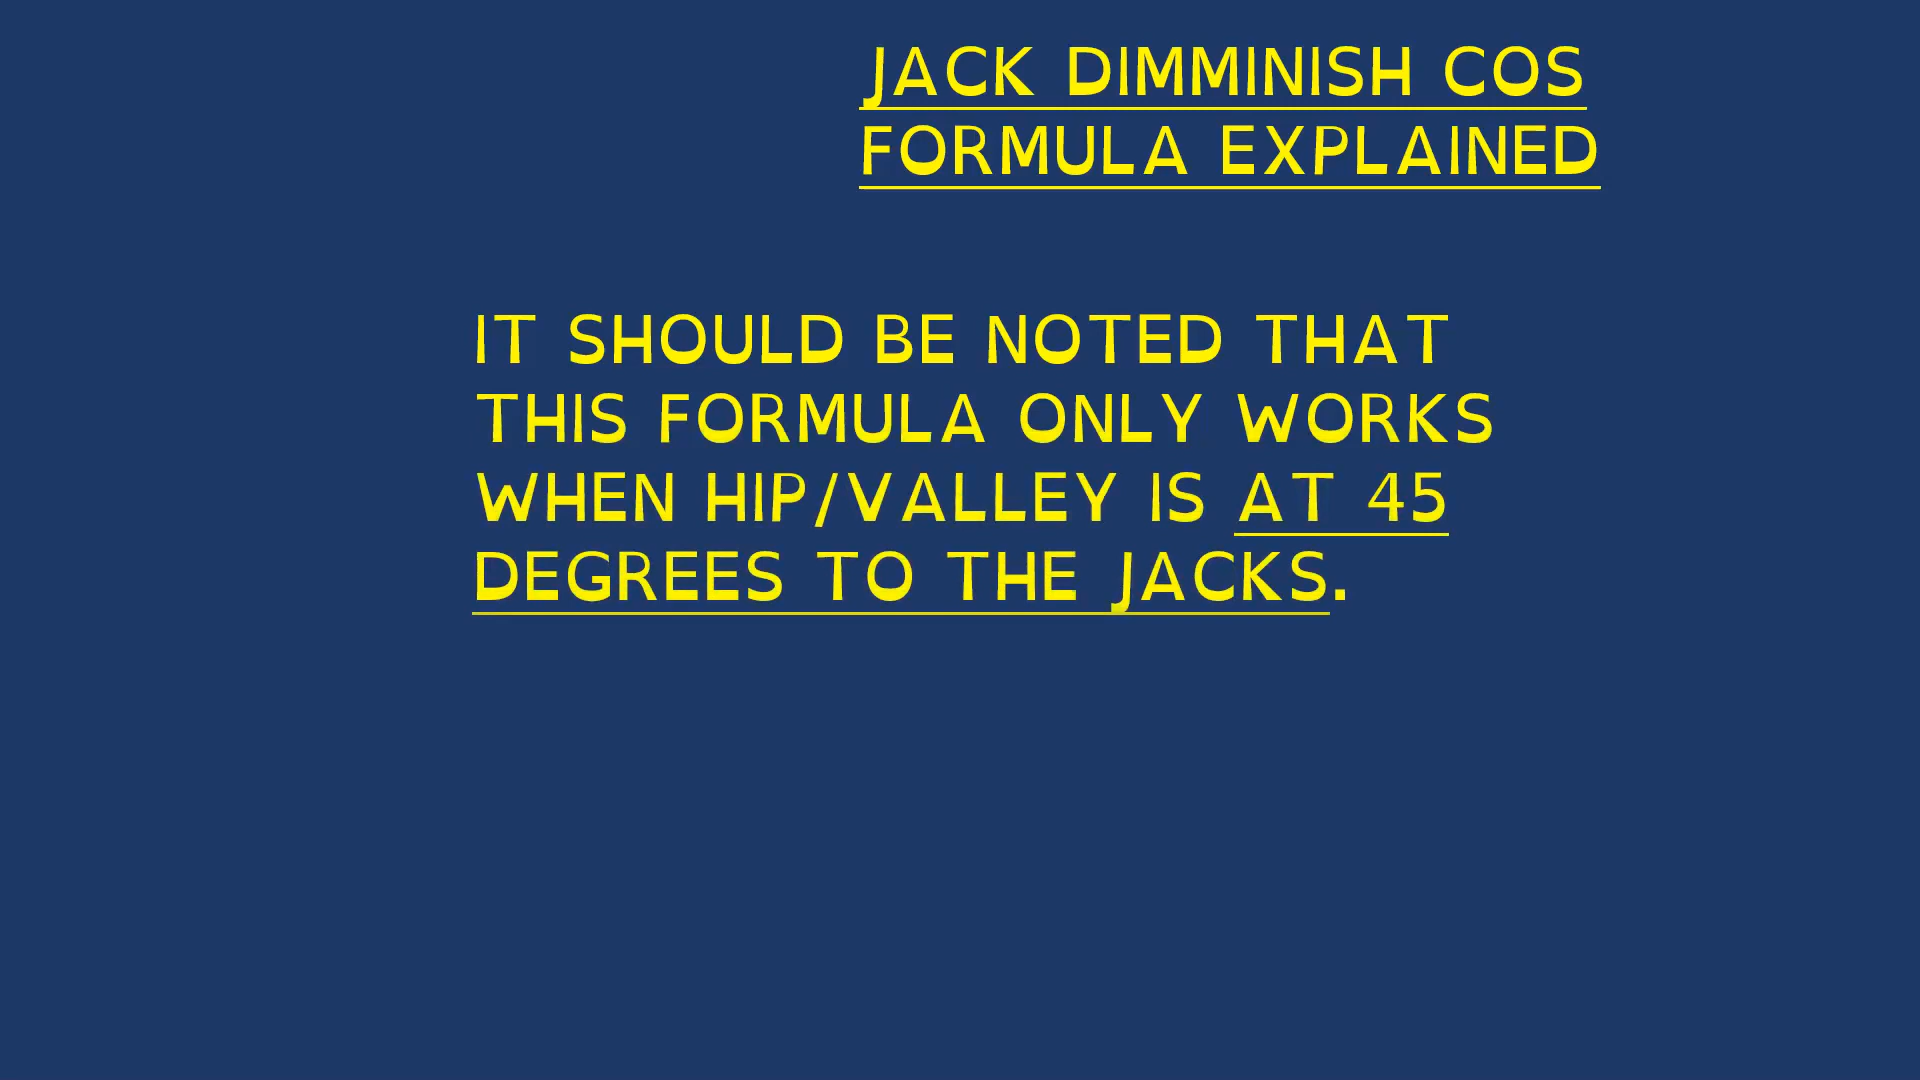 JACK DIMMINISH COS
FORMULA EXPLAINED
IT SHOULD BE NOTED THAT
THIS FORMULA ONLY WORKS
WHEN HIP/VALLEY IS AT 45
DEGREES TO THE JACKS.